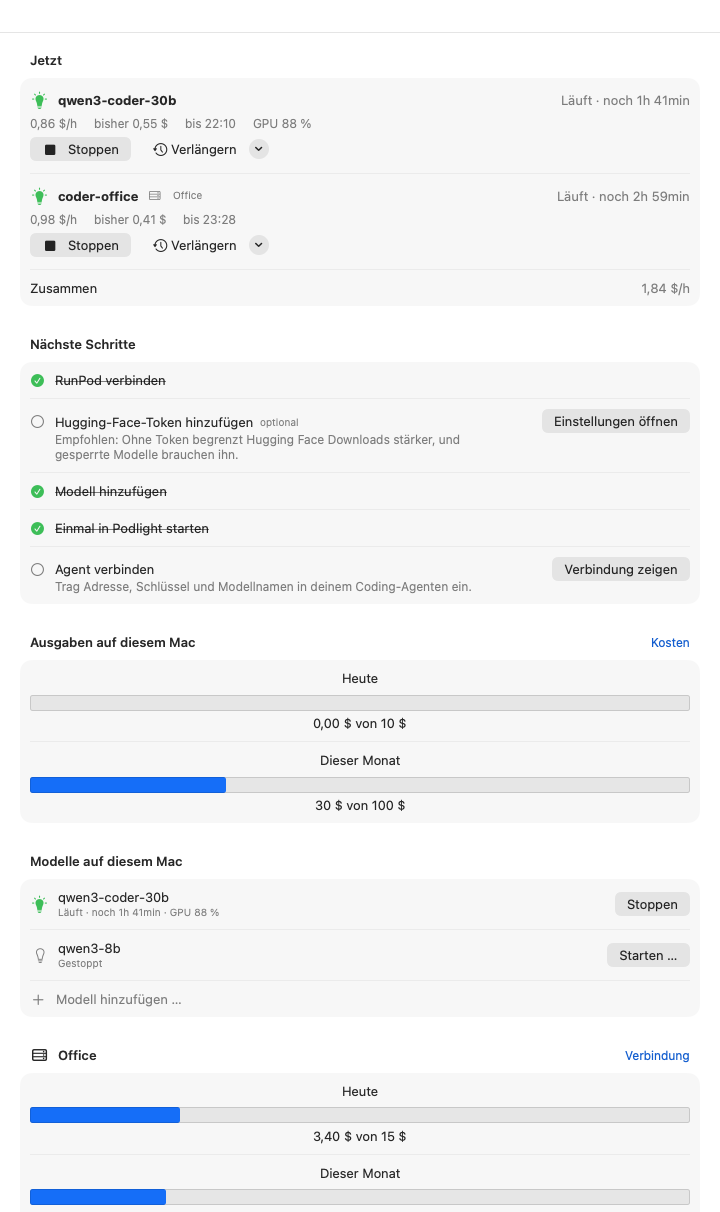 Jetzt
qwen3-coder-30b
Läuft · noch 1h 41min
0,86 $/h bisher 0,55 $ bis 22:10 GPU 88 %
Stoppen Verlängern
coder-office Office
Läuft · noch 2h 59min
0,98 $/h bisher 0,41 $ bis 23:28
Stoppen Verlängern
Zusammen 1,84 $/h
Nächste Schritte
RunPod verbinden
Hugging-Face-Token hinzufügen optional
Empfohlen: Ohne Token begrenzt Hugging Face Downloads stärker, und
gesperrte Modelle brauchen ihn.
Einstellungen öffnen
Modell hinzufügen
Einmal in Podlight starten
Agent verbinden
Trag Adresse, Schlüssel und Modellnamen in deinem Coding-Agenten ein.
Verbindung zeigen
Ausgaben auf diesem Mac Kosten
Heute
0,00 $ von 10 $
Dieser Monat
30 $ von 100 $
Modelle auf diesem Mac
qwen3-coder-30b
Läuft · noch 1h 41min · GPU 88 %
Stoppen
qwen3-8b
Gestoppt
Starten ...
Modell hinzufügen ...
Office Verbindung
Heute
3,40 $ von 15 $
Dieser Monat